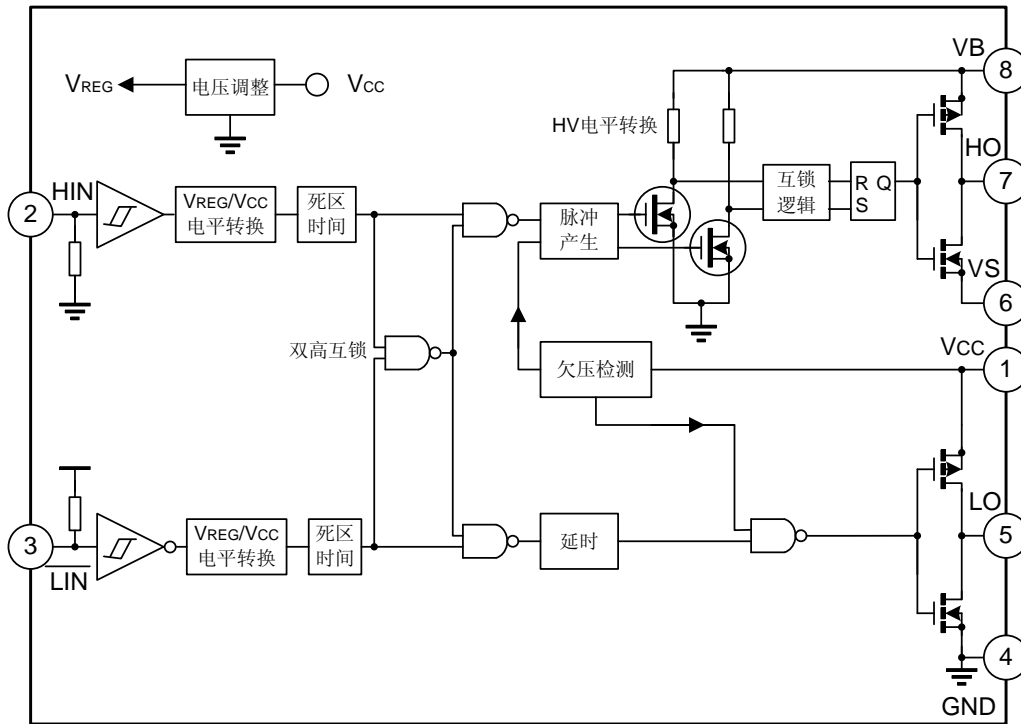 VREG
电压调整
VCC
VB
8
HV电平转换
HO
7
HIN
2
VREG/VCC
电平转换
死区
时间
脉冲
产生
互锁
逻辑
R Q
S
VS
6
双高互锁
欠压检测
VCC
1
LO
5
3
LIN
VREG/VCC
电平转换
死区
时间
延时
4
GND